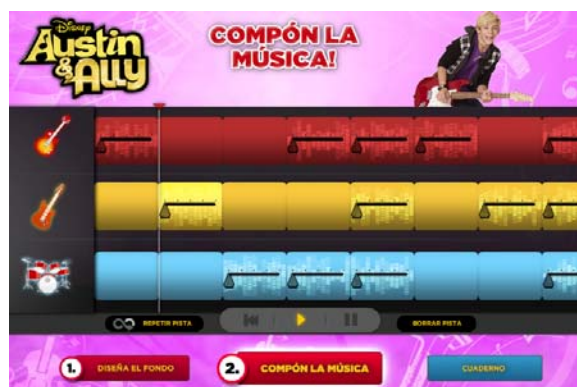 Disney
Austin
& Ally
COMPÓN LA
MÚSICA!
REPETIR PISTA
BORRAR PISTA
1. DISEÑA EL FONDO
2. COMPÓN LA MÚSICA
CUADERNO